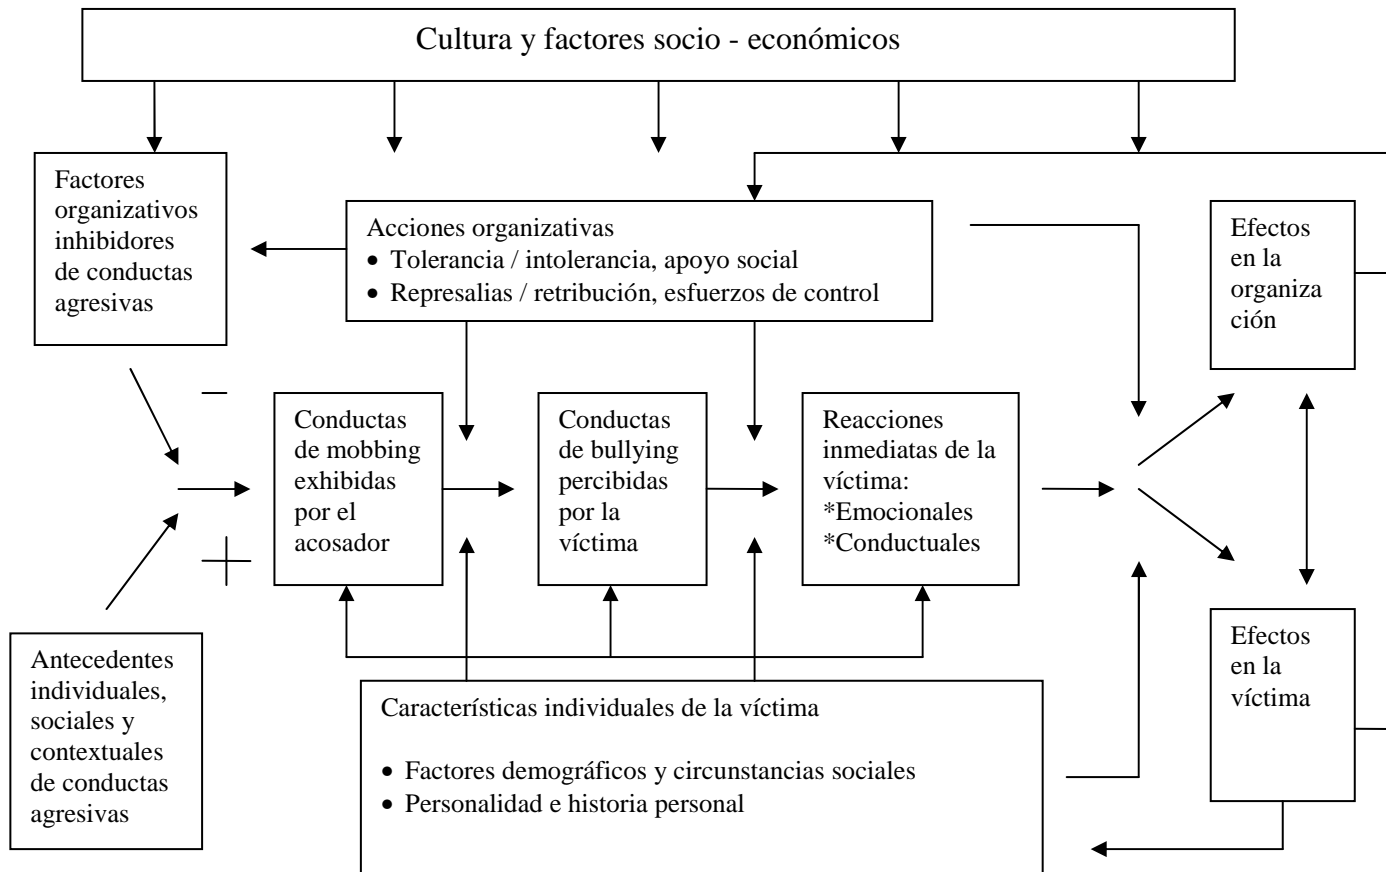 Cultura y factores socio - económicos
Factores
organizativos
inhibidores
de conductas
agresivas
Acciones organizativas
• Tolerancia / intolerancia, apoyo social
• Represalias / retribución, esfuerzos de control
Efectos
en la
organiza
ción
Conductas
de mobbing
exhibidas
por el
acosador
Conductas
de bullying
percibidas
por la
víctima
Reacciones
inmediatas de la
víctima:
*Emocionales
*Conductuales
Antecedentes
individuales,
sociales y
contextuales
de conductas
agresivas
Características individuales de la víctima
• Factores demográficos y circunstancias sociales
• Personalidad e historia personal
Efectos
en la
víctima